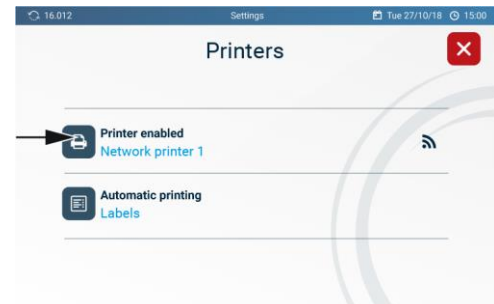 16.012 Settings Tue 27/10/18 15:00
Printers
Printer enabled
Network printer 1
Automatic printing
Labels